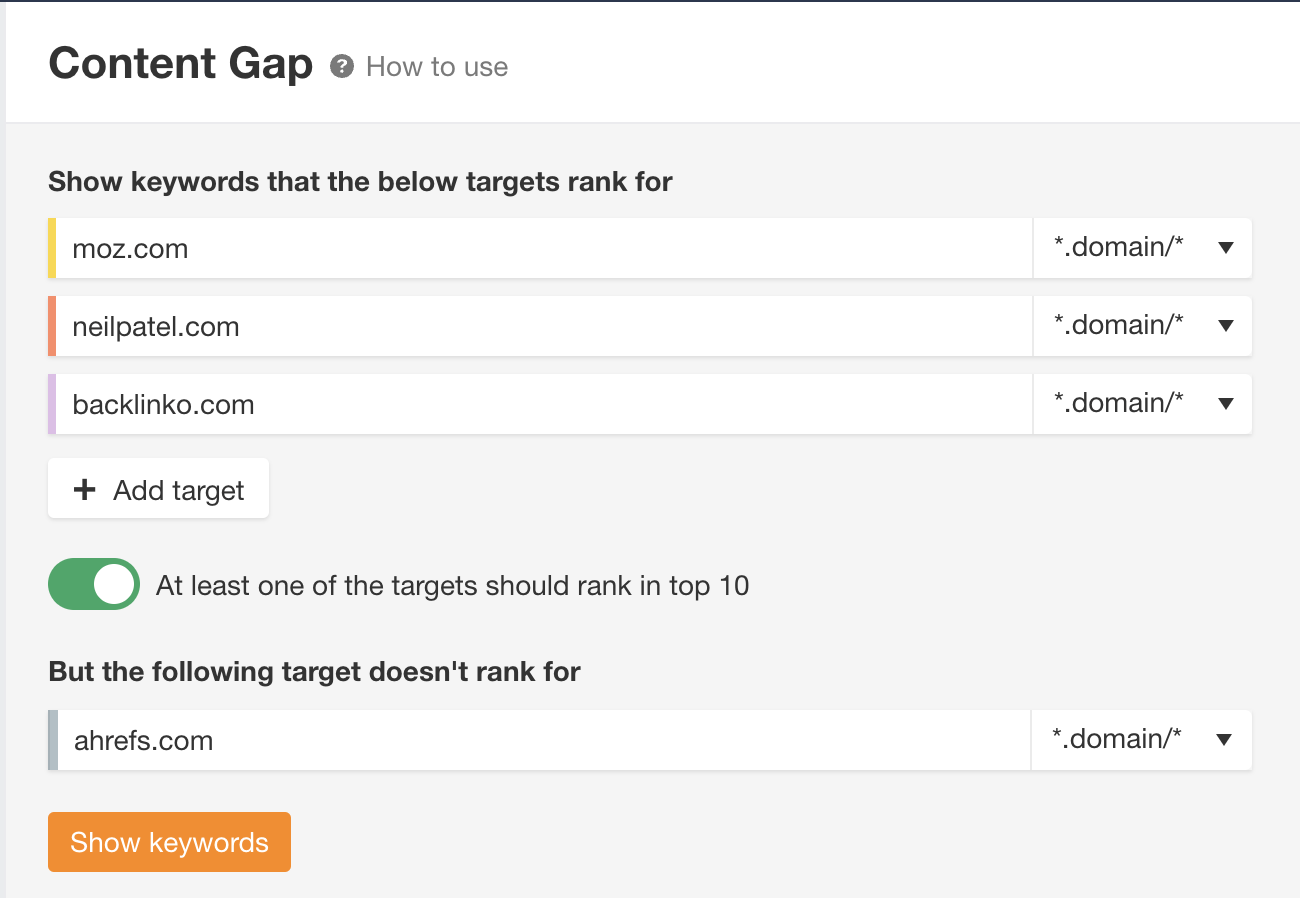 Content Gap ? How to use
Show keywords that the below targets rank for
moz.com *.domain/*
neilpatel.com *.domain/*
backlinko.com *.domain/*
+ Add target
At least one of the targets should rank in top 10
But the following target doesn't rank for
ahrefs.com *.domain/*
Show keywords